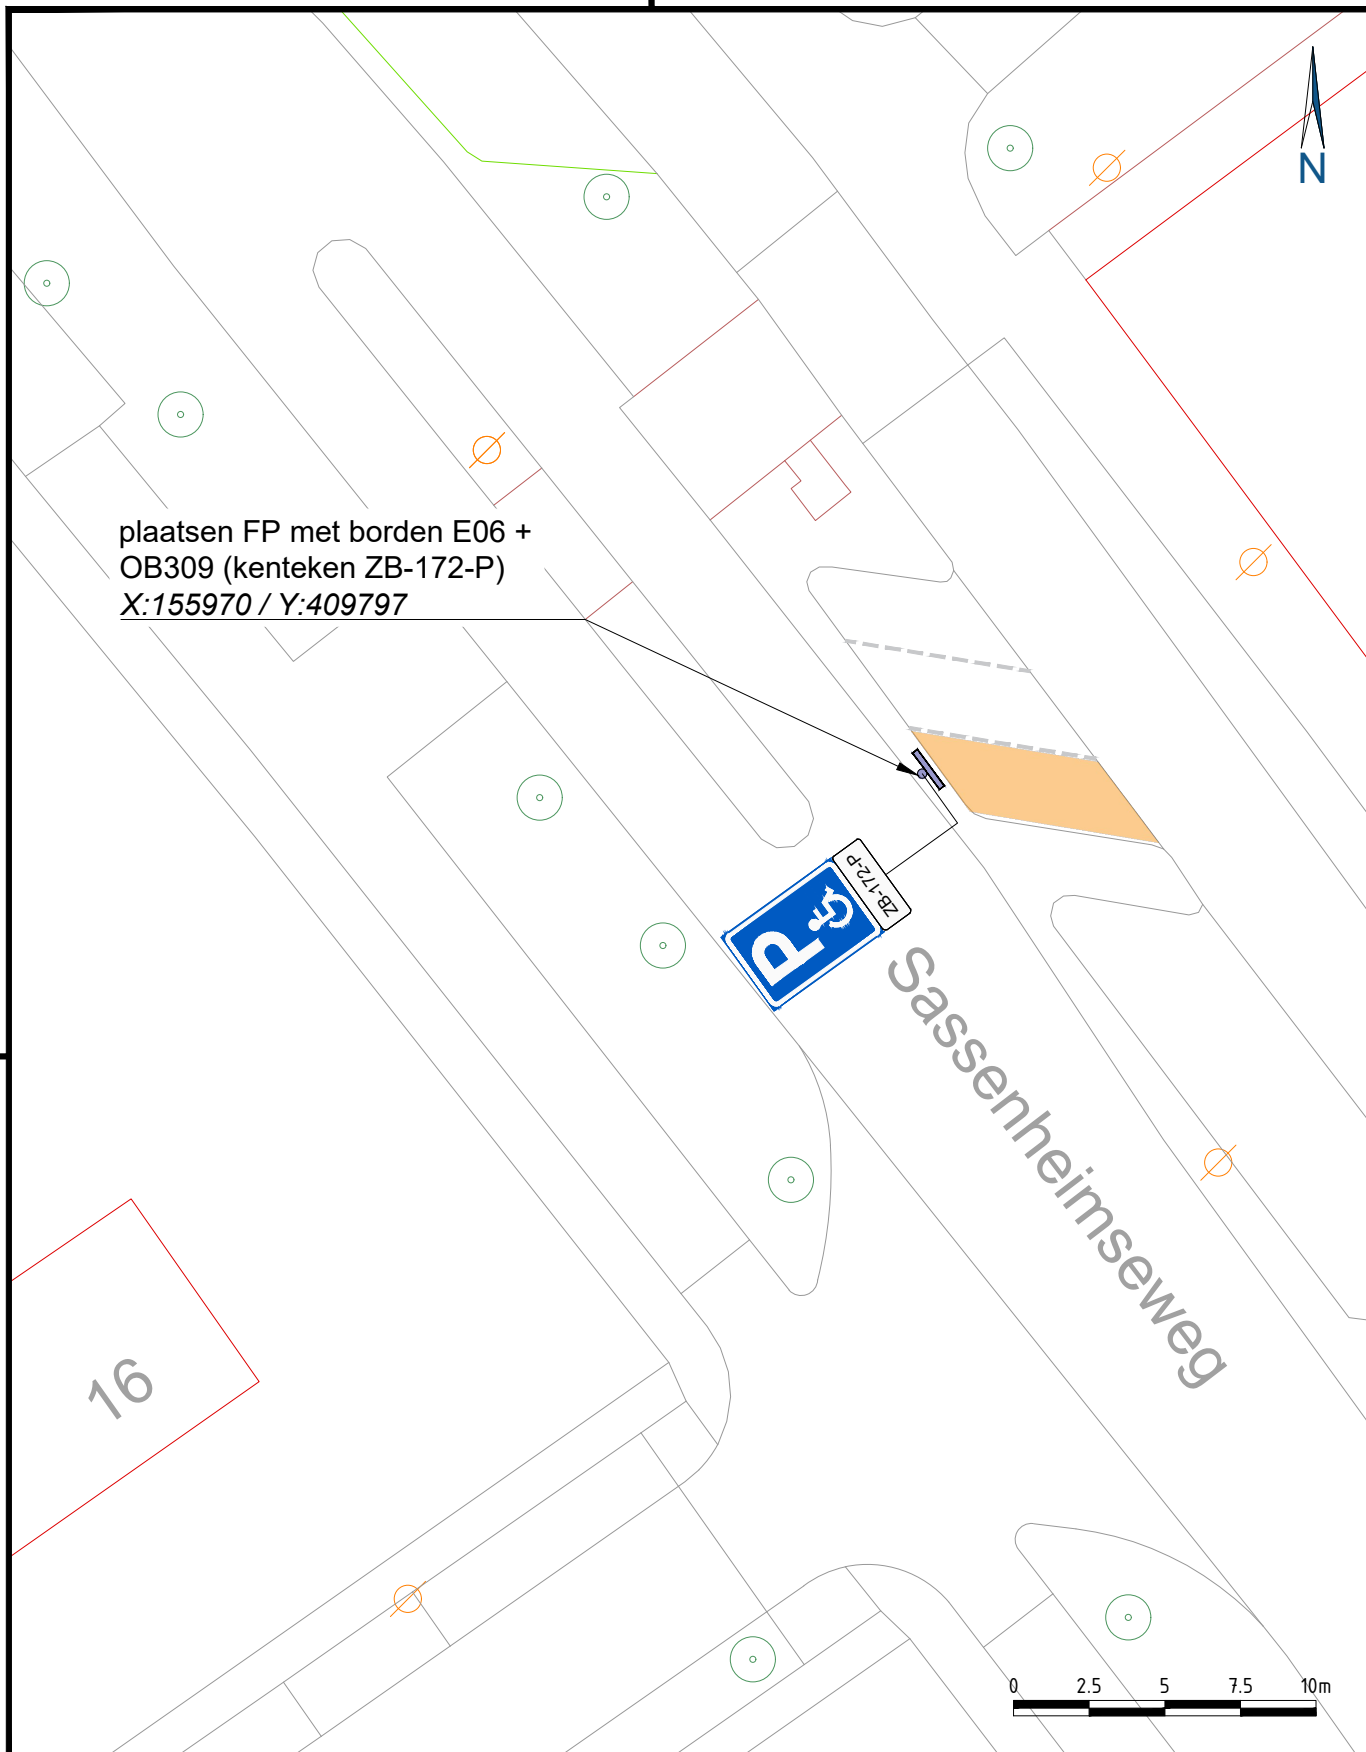 N
plaatsen FP met borden E06 +
OB309 (kenteken ZB-172-P)
X:155970 / Y:409797
ZB-172-P
P
Sassenheimseweg
16
0 2.5 5 7.5 10m